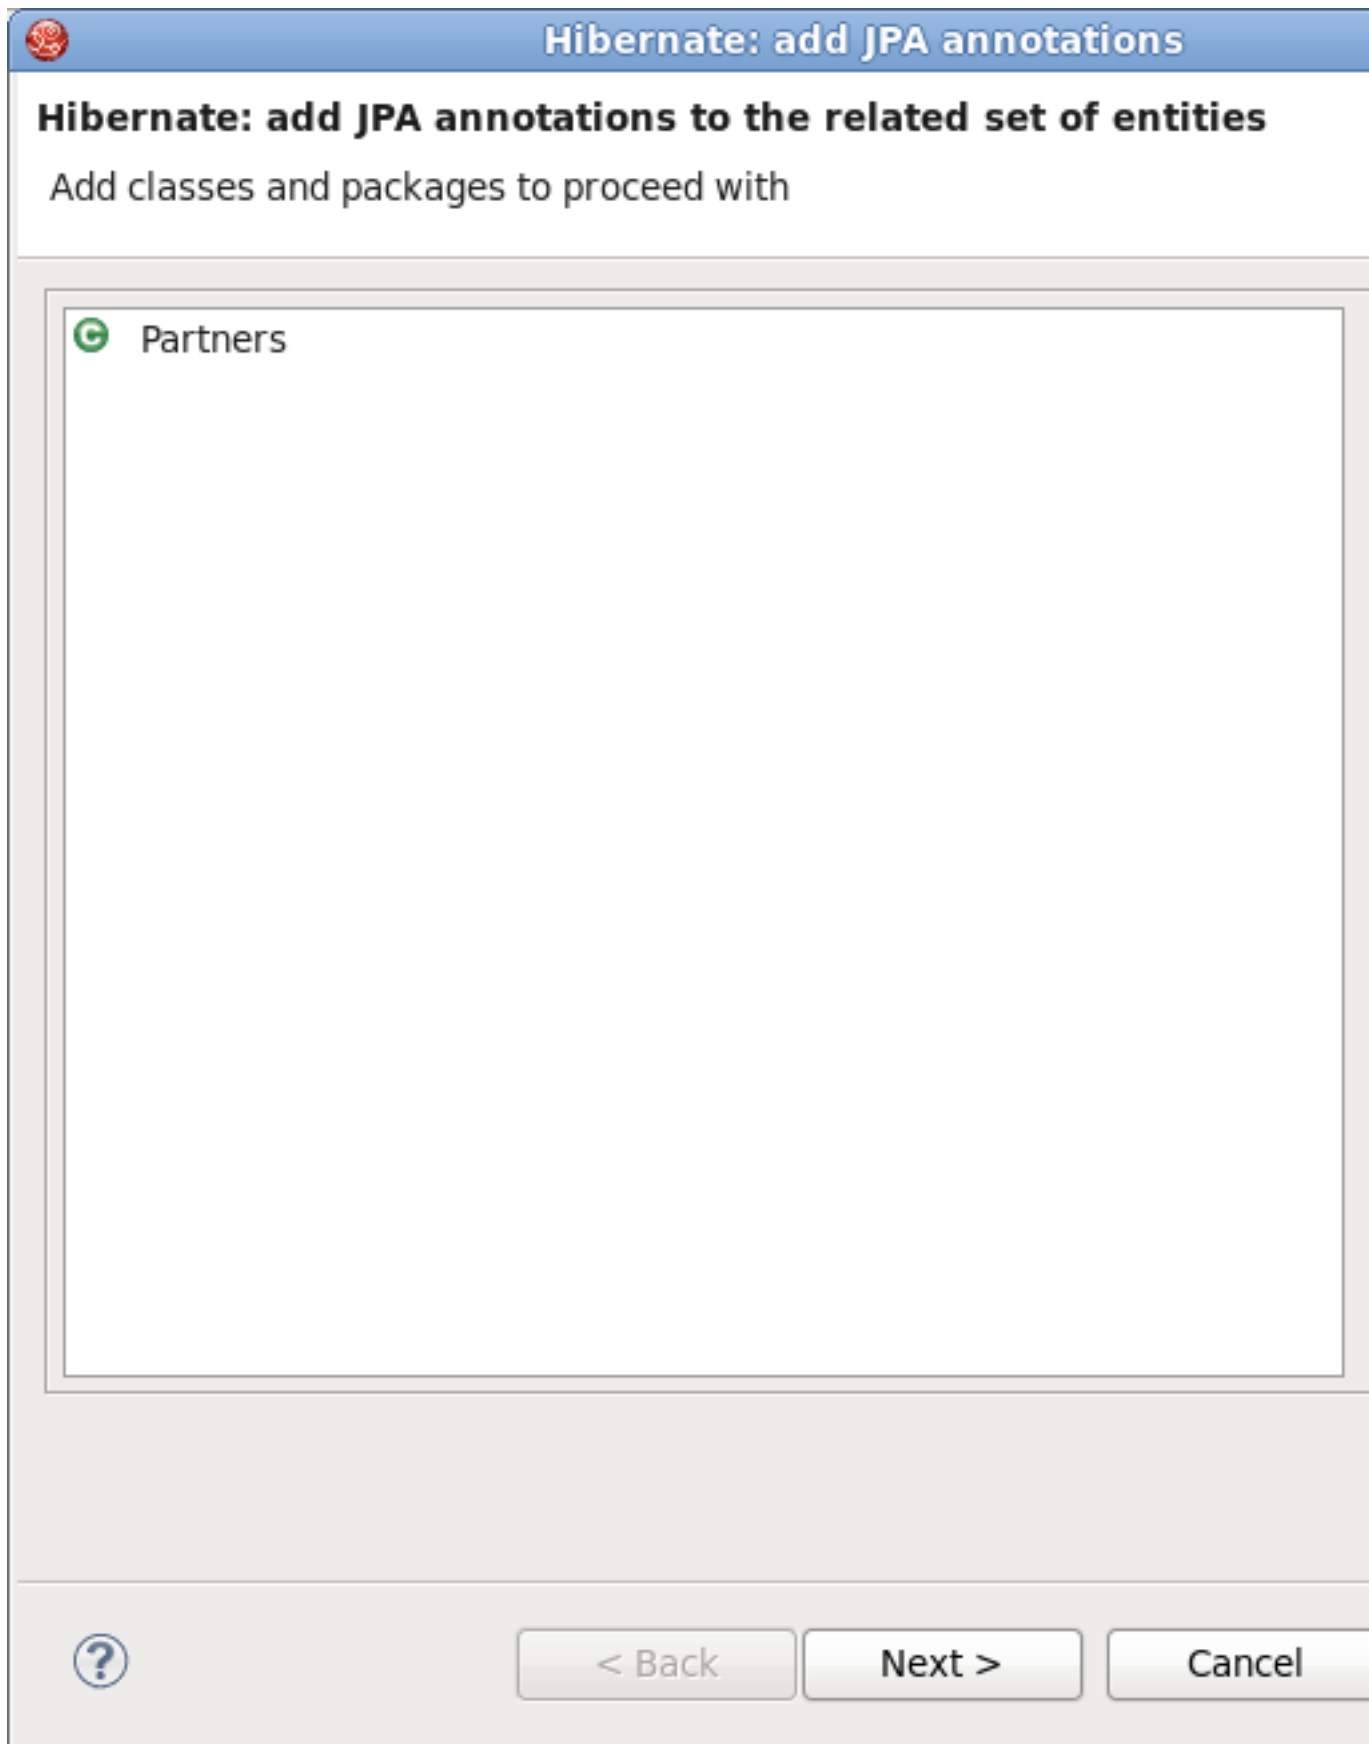 Hibernate: add JPA annotations
Hibernate: add JPA annotations to the related set of entities
Add classes and packages to proceed with
C Partners
?
< Back Next > Cancel